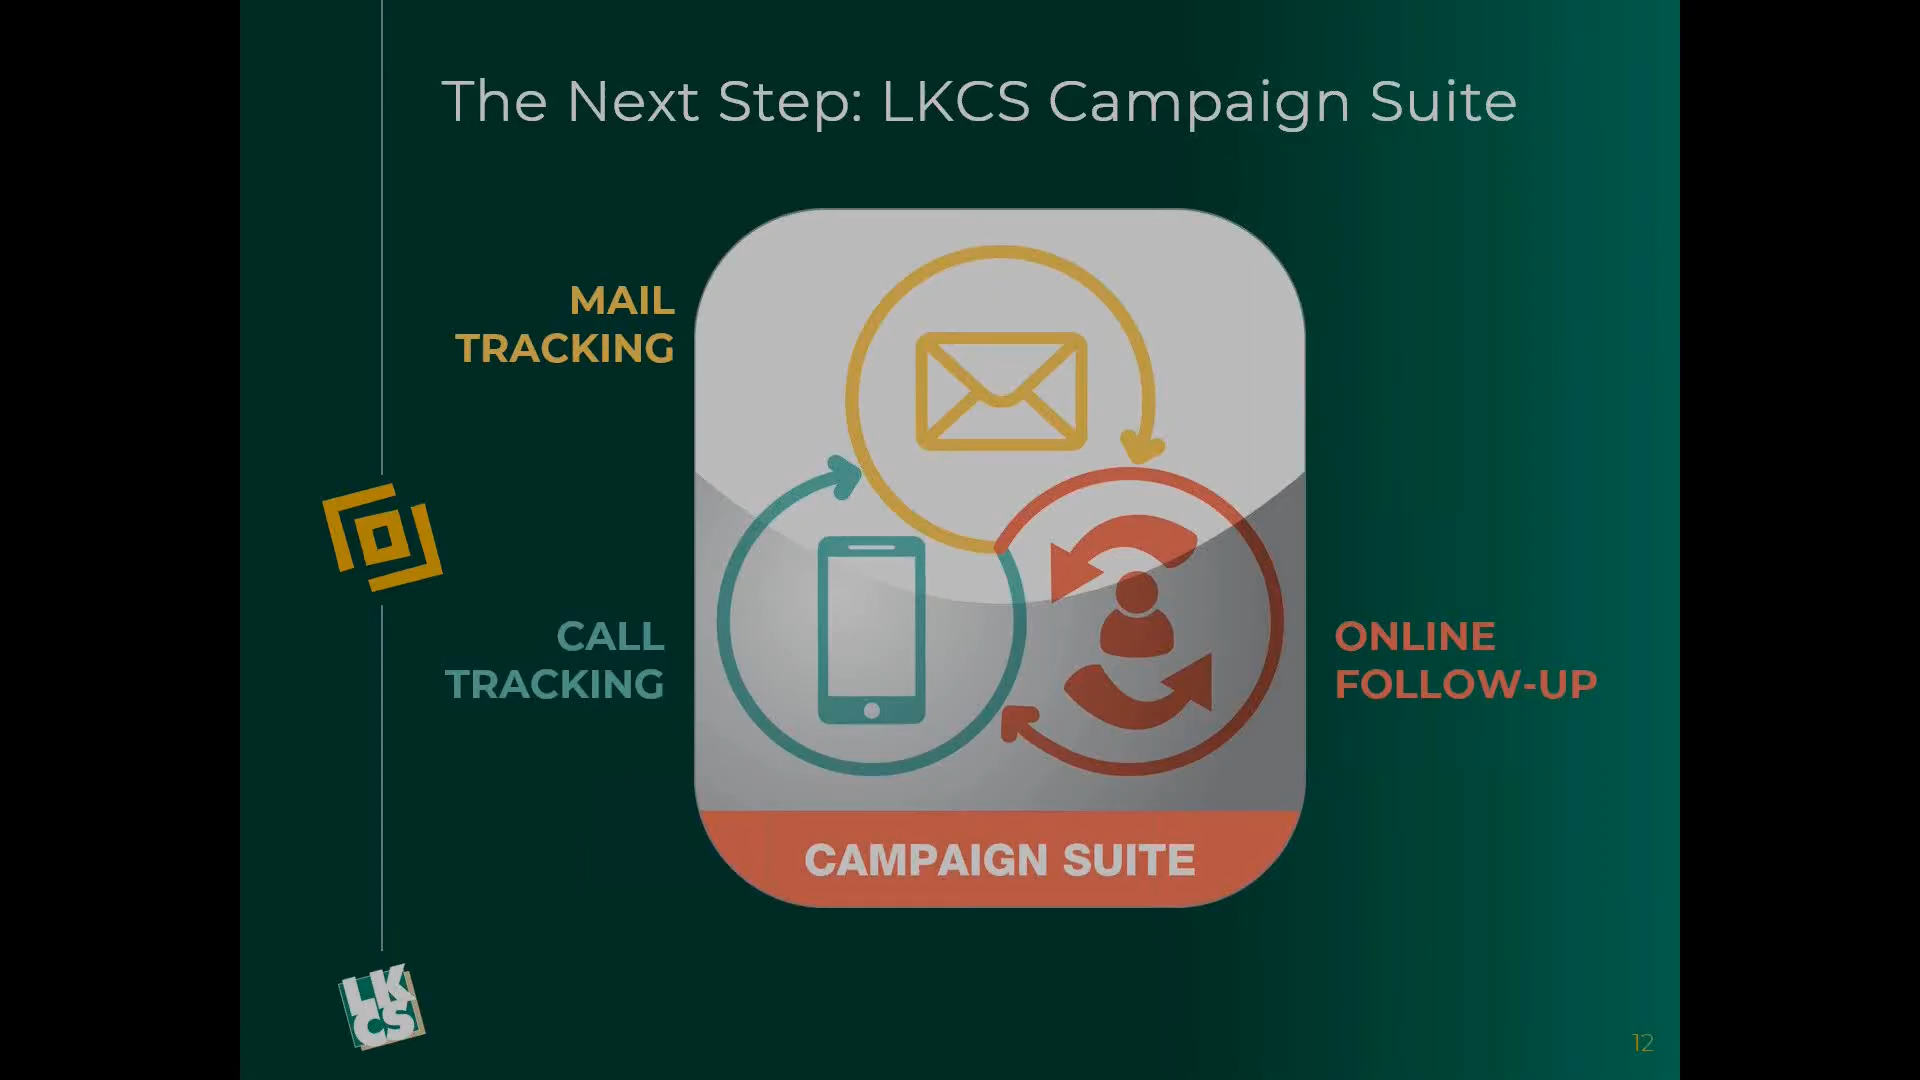 The Next Step: LKCS Campaign Suite
MAIL
TRACKING
CALL
TRACKING
ONLINE
FOLLOW-UP
CAMPAIGN SUITE
LK
CS
12